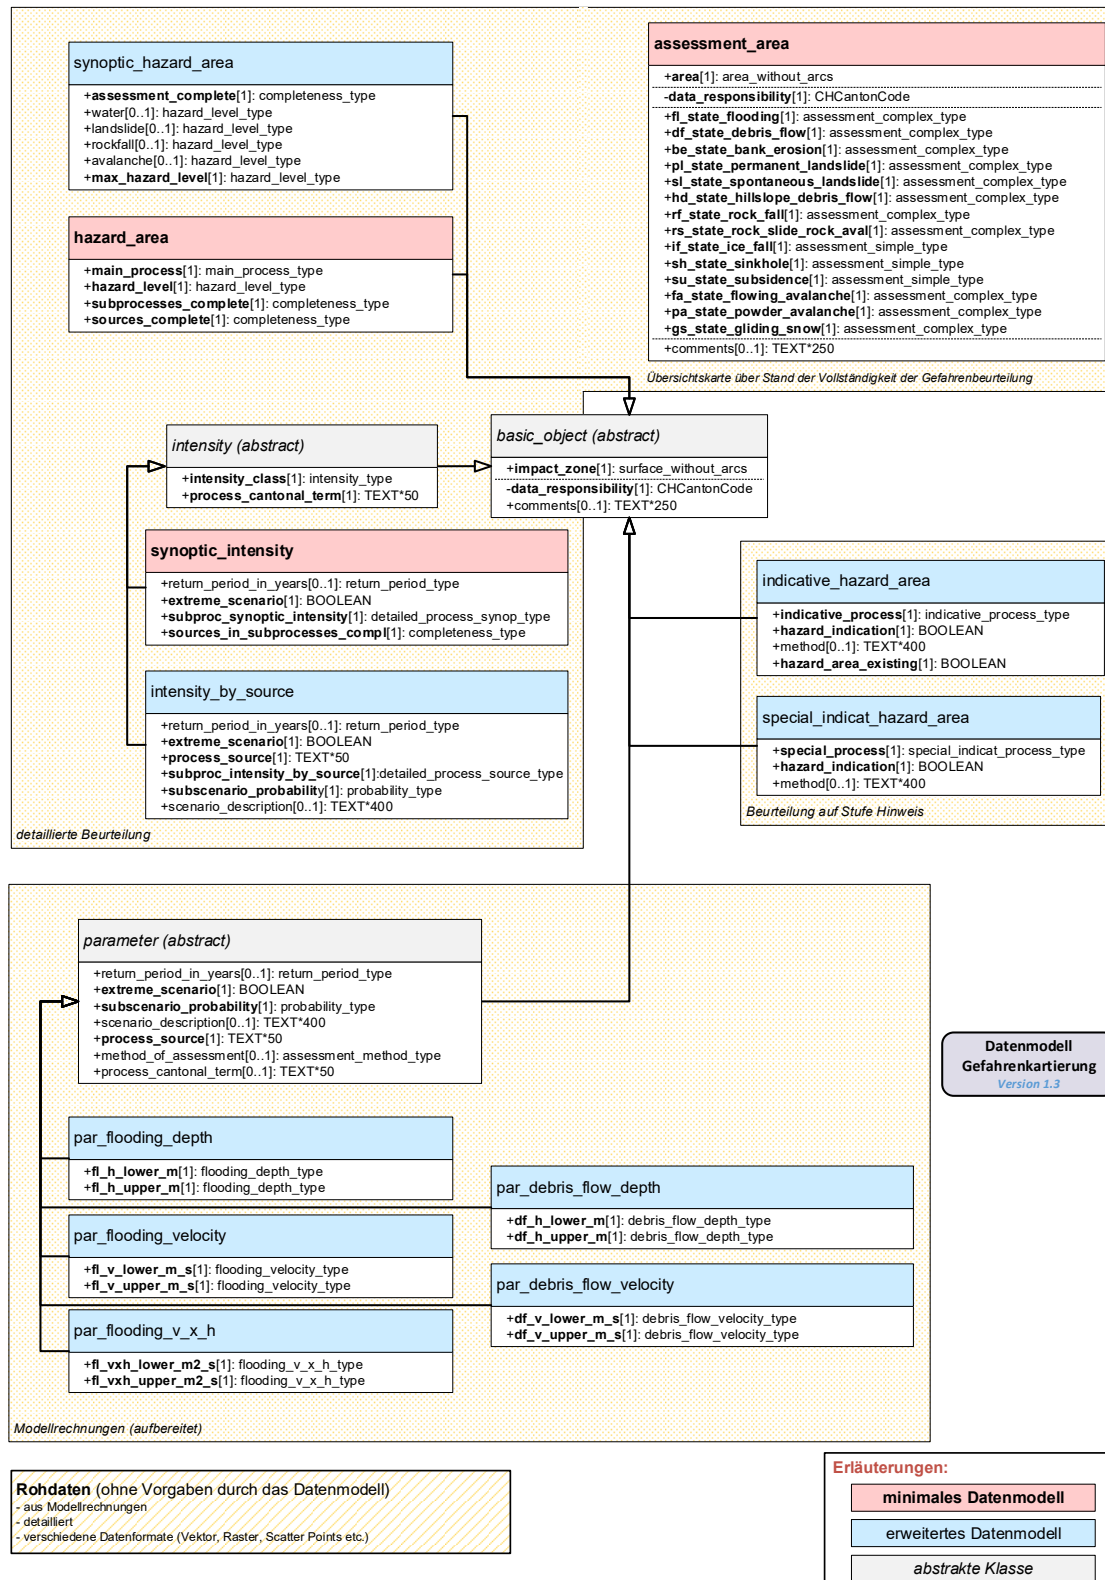 synoptic_hazard_area
+assessment_complete[1]: completeness_type
+water[0..1]: hazard_level_type
+landslide[0..1]: hazard_level_type
+rockfall[0..1]: hazard_level_type
+avalanche[0..1]: hazard_level_type
+max_hazard_level[1]: hazard_level_type
hazard_area
+main_process[1]: main_process_type
+hazard_level[1]: hazard_level_type
+subprocesses_complete[1]: completeness_type
+sources_complete[1]: completeness_type
assessment_area
+area[1]: area_without_arcs
-data_responsibility[1]: CHCantonCode
+fl_state_flooding[1]: assessment_complex_type
+df_state_debris_flow[1]: assessment_complex_type
+be_state_bank_erosion[1]: assessment_complex_type
+pl_state_permanent_landslide[1]: assessment_complex_type
+sl_state_spontaneous_landslide[1]: assessment_complex_type
+hd_state_hillslope_debris_flow[1]: assessment_complex_type
+rf_state_rock_fall[1]: assessment_complex_type
+rs_state_rock_slide_rock_aval[1]: assessment_complex_type
+if_state_ice_fall[1]: assessment_simple_type
+sh_state_sinkhole[1]: assessment_simple_type
+su_state_subsidence[1]: assessment_simple_type
+fa_state_flowing_avalanche[1]: assessment_complex_type
+pa_state_powder_avalanche[1]: assessment_complex_type
+gs_state_gliding_snow[1]: assessment_complex_type
+comments[0..1]: TEXT*250
Übersichtskarte über Stand der Vollständigkeit der Gefahrenbeurteilung
intensity (abstract)
+intensity_class[1]: intensity_type
+process_cantonal_term[1]: TEXT*50
basic_object (abstract)
+impact_zone[1]: surface_without_arcs
-data_responsibility[1]: CHCantonCode
+comments[0..1]: TEXT*250
synoptic_intensity
+return_period_in_years[0..1]: return_period_type
+extreme_scenario[1]: BOOLEAN
+subproc_synoptic_intensity[1]: detailed_process_synop_type
+sources_in_subprocesses_compl[1]: completeness_type
intensity_by_source
+return_period_in_years[0..1]: return_period_type
+extreme_scenario[1]: BOOLEAN
+process_source[1]: TEXT*50
+subproc_intensity_by_source[1]:detailed_process_source_type
+subscenario_probability[1]: probability_type
+scenario_description[0..1]: TEXT*400
detaillierte Beurteilung
indicative_hazard_area
+indicative_process[1]: indicative_process_type
+hazard_indication[1]: BOOLEAN
+method[0..1]: TEXT*400
+hazard_area_existing[1]: BOOLEAN
special_indicat_hazard_area
+special_process[1]: special_indicat_process_type
+hazard_indication[1]: BOOLEAN
+method[0..1]: TEXT*400
Beurteilung auf Stufe Hinweis
parameter (abstract)
+return_period_in_years[0..1]: return_period_type
+extreme_scenario[1]: BOOLEAN
+subscenario_probability[1]: probability_type
+scenario_description[0..1]: TEXT*400
+process_source[1]: TEXT*50
+method_of_assessment[0..1]: assessment_method_type
+process_cantonal_term[0..1]: TEXT*50
Datenmodell
Gefahrenkartierung
Version 1.3
par_flooding_depth
+fl_h_lower_m[1]: flooding_depth_type
+fl_h_upper_m[1]: flooding_depth_type
par_debris_flow_depth
+df_h_lower_m[1]: debris_flow_depth_type
+df_h_upper_m[1]: debris_flow_depth_type
par_flooding_velocity
+fl_v_lower_m_s[1]: flooding_velocity_type
+fl_v_upper_m_s[1]: flooding_velocity_type
par_debris_flow_velocity
+df_v_lower_m_s[1]: debris_flow_velocity_type
+df_v_upper_m_s[1]: debris_flow_velocity_type
par_flooding_v_x_h
+fl_vxh_lower_m2_s[1]: flooding_v_x_h_type
+fl_vxh_upper_m2_s[1]: flooding_v_x_h_type
Modellrechnungen (aufbereitet)
Rohdaten (ohne Vorgaben durch das Datenmodell)
- aus Modellrechnungen
- detailliert
- verschiedene Datenformate (Vektor, Raster, Scatter Points etc.)
Erläuterungen:
minimales Datenmodell
erweitertes Datenmodell
abstrakte Klasse